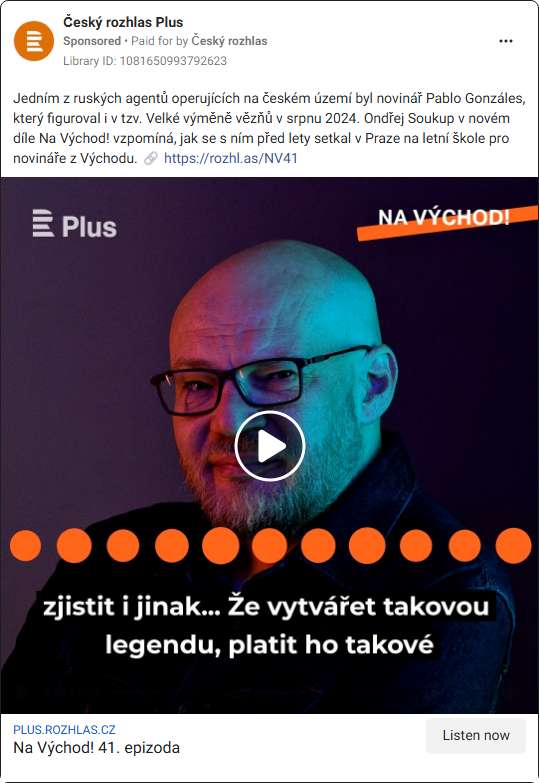 Český rozhlas Plus
Sponsored • Paid for by Český rozhlas
Library ID: 1081650993792623
Jedním z ruských agentů operujících na českém území byl novinář Pablo Gonzáles,
který figuroval i v tzv. Velké výměně vězňů v srpnu 2024. Ondřej Soukup v novém
díle Na Východ! vzpomíná, jak se s ním před lety setkal v Praze na letní škole pro
novináře z Východu. 🔗 https://rozhl.as/NV41
Plus
NA VÝCHOD!
zjistit i jinak... Že vytvářet takovou
legendu, platit ho takové
PLUS.ROZHLAS.CZ
Na Východ! 41. epizoda
Listen now